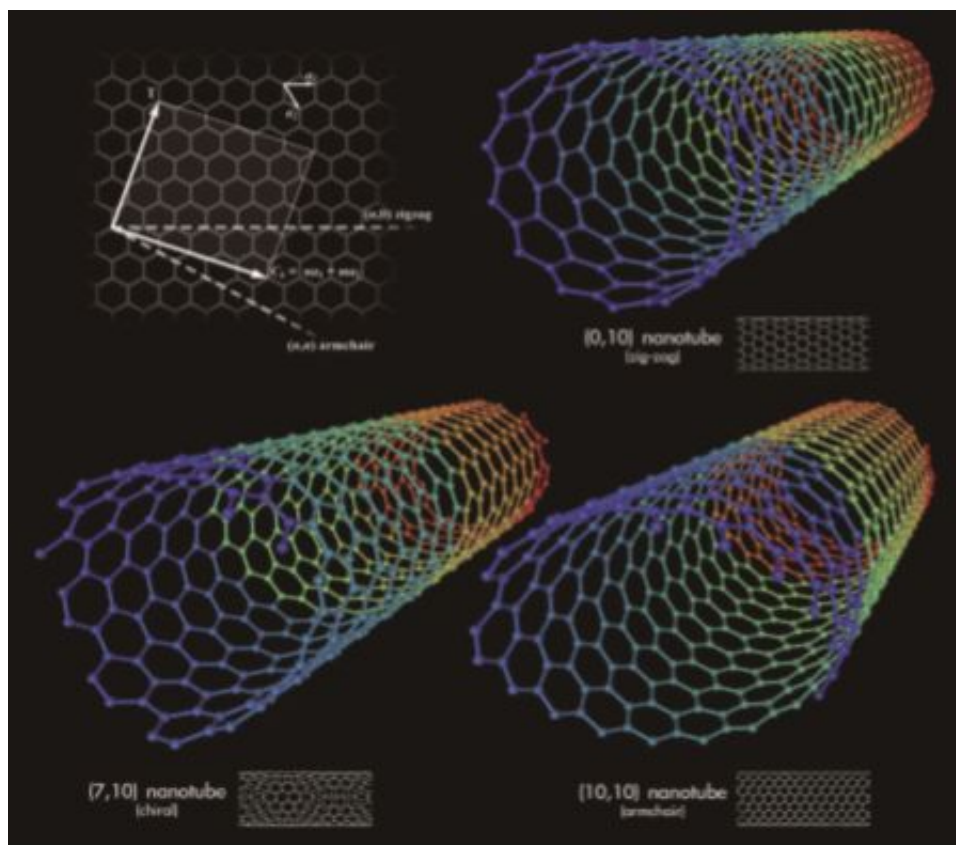 T
(n,0) zigzag
(n,n) armchair
(0,10) nanotube
(zig-zag)
(7,10) nanotube
(chiral)
(10,10) nanotube
(armchair)